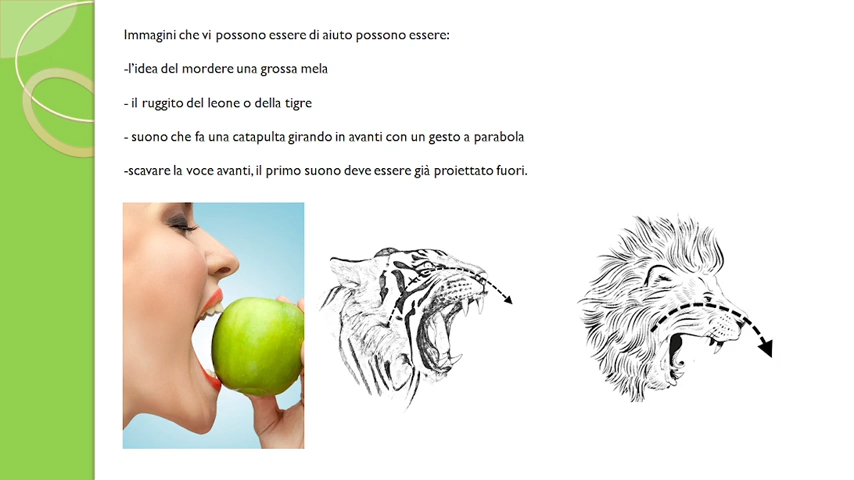 Immagini che vi possono essere di aiuto possono essere:
-l'idea del mordere una grossa mela
- il ruggito del leone o della tigre
- suono che fa una catapulta girando in avanti con un gesto a parabola
-scavare la voce avanti, il primo suono deve essere già proiettato fuori.